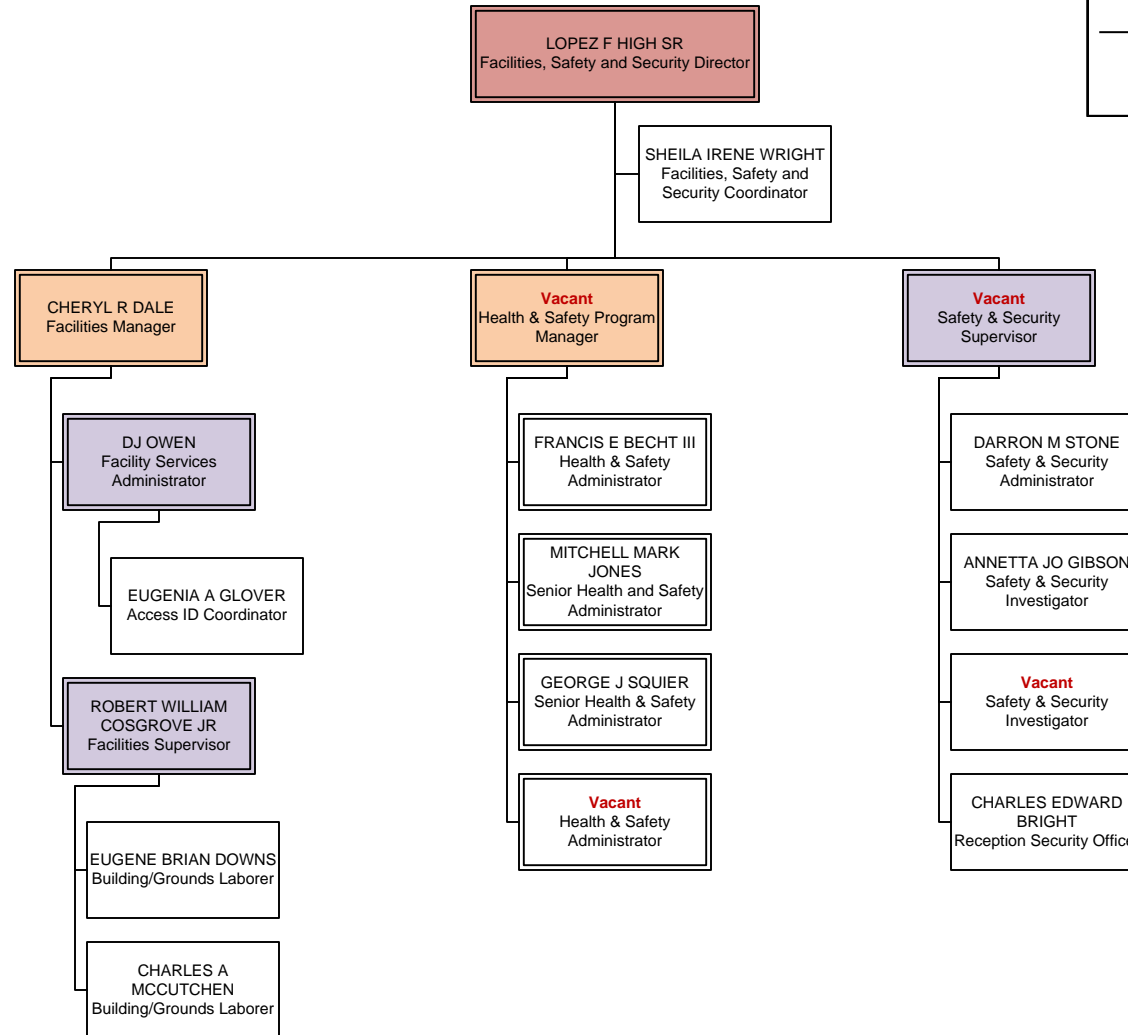 LOPEZ F HIGH SR
Facilities, Safety and Security Director
SHEILA IRENE WRIGHT
Facilities, Safety and
Security Coordinator
CHERYL R DALE
Facilities Manager
DJ OWEN
Facility Services
Administrator
EUGENIA A GLOVER
Access ID Coordinator
ROBERT WILLIAM
COSGROVE JR
Facilities Supervisor
EUGENE BRIAN DOWNS
Building/Grounds Laborer
CHARLES A
MCCUTCHEN
Building/Grounds Laborer
Vacant
Health & Safety Program
Manager
FRANCIS E BECHT III
Health & Safety
Administrator
MITCHELL MARK
JONES
Senior Health and Safety
Administrator
GEORGE J SQUIER
Senior Health & Safety
Administrator
Vacant
Health & Safety
Administrator
Vacant
Safety & Security
Supervisor
DARRON M STONE
Safety & Security
Administrator
ANNETTA JO GIBSON
Safety & Security
Investigator
Vacant
Safety & Security
Investigator
CHARLES EDWARD
BRIGHT
Reception Security Office